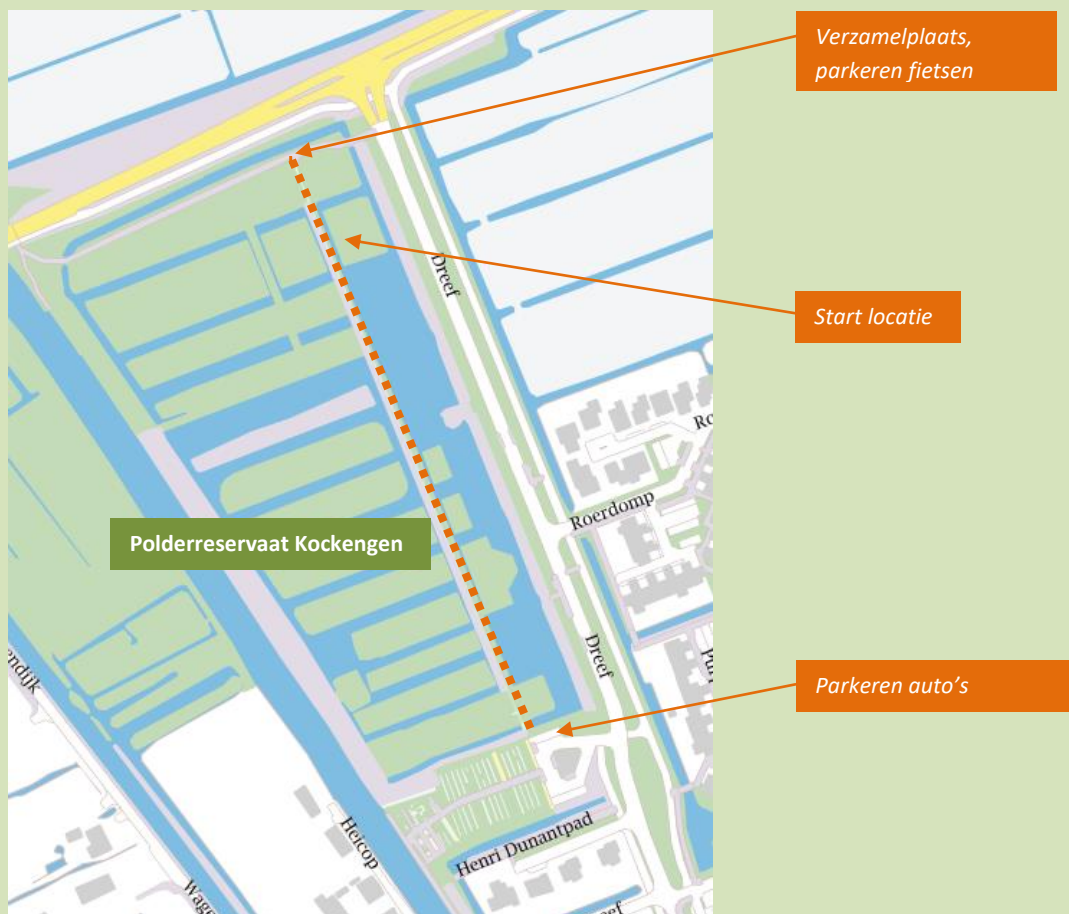 Verzamelplaats,
parkeren fietsen
Dreef
Start locatie
Roerdomp
Polderreservaat Kockengen
Dreef
Parkeren auto's
Heicop
Henri Dunantpad